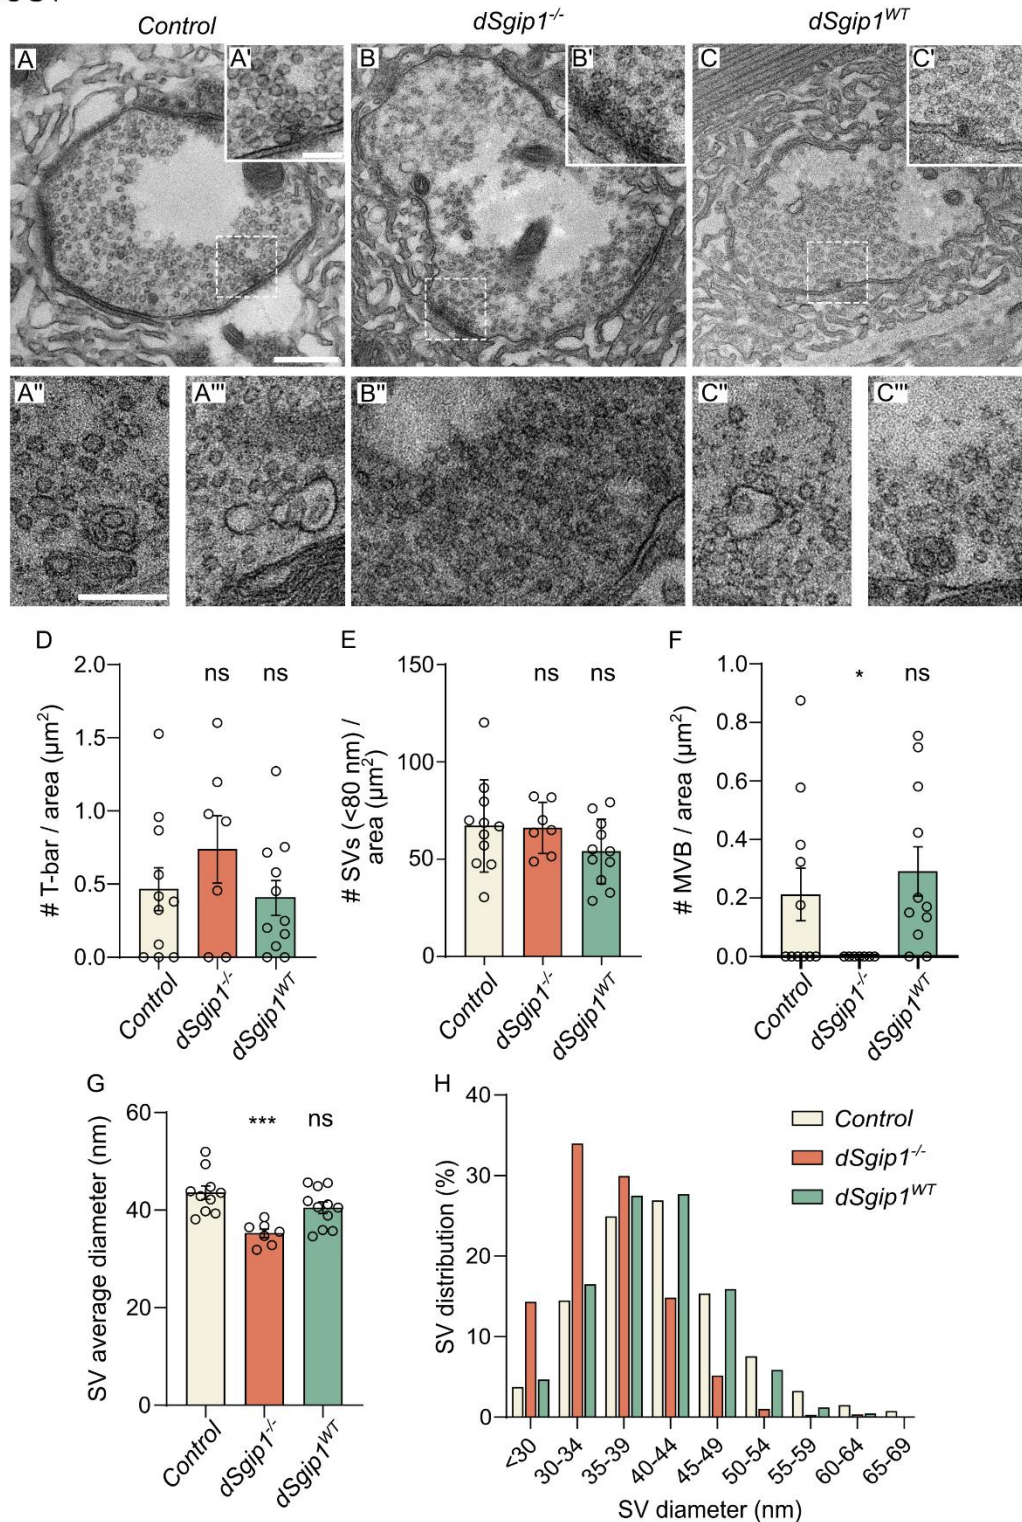 Control
dSgip1-/-
dSgip1WT
A
A'
B
B'
C
C'
A''
A'''
B''
C''
C'''
D
# T-bar / area (µm²)
2.0
1.5
1.0
0.5
0.0
ns
ns
Control
dSgip1-/-
dSgip1WT
E
# SVs (<80 nm) /
area (µm²)
150
100
50
0
ns
ns
Control
dSgip1-/-
dSgip1WT
F
# MVB / area (µm²)
1.0
0.8
0.6
0.4
0.2
0.0
*
ns
Control
dSgip1-/-
dSgip1WT
G
SV average diameter (nm)
60
40
20
0
***
ns
Control
dSgip1-/-
dSgip1WT
H
SV distribution (%)
40
30
20
10
0
Control
dSgip1-/-
dSgip1WT
<30
30-34
35-39
40-44
45-49
50-54
55-59
60-64
65-69
SV diameter (nm)